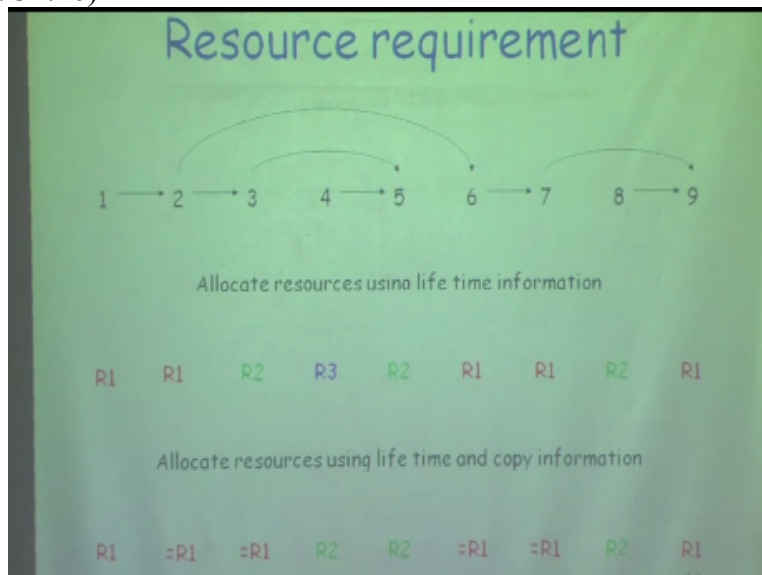 Resource requirement
1 2 3 4 5 6 7 8 9
Allocate resources using life time information
R1 R1 R2 R3 R2 R1 R1 R2 R1
Allocate resources using life time and copy information
R1 =R1 =R1 R2 R2 =R1 =R1 R2 R1